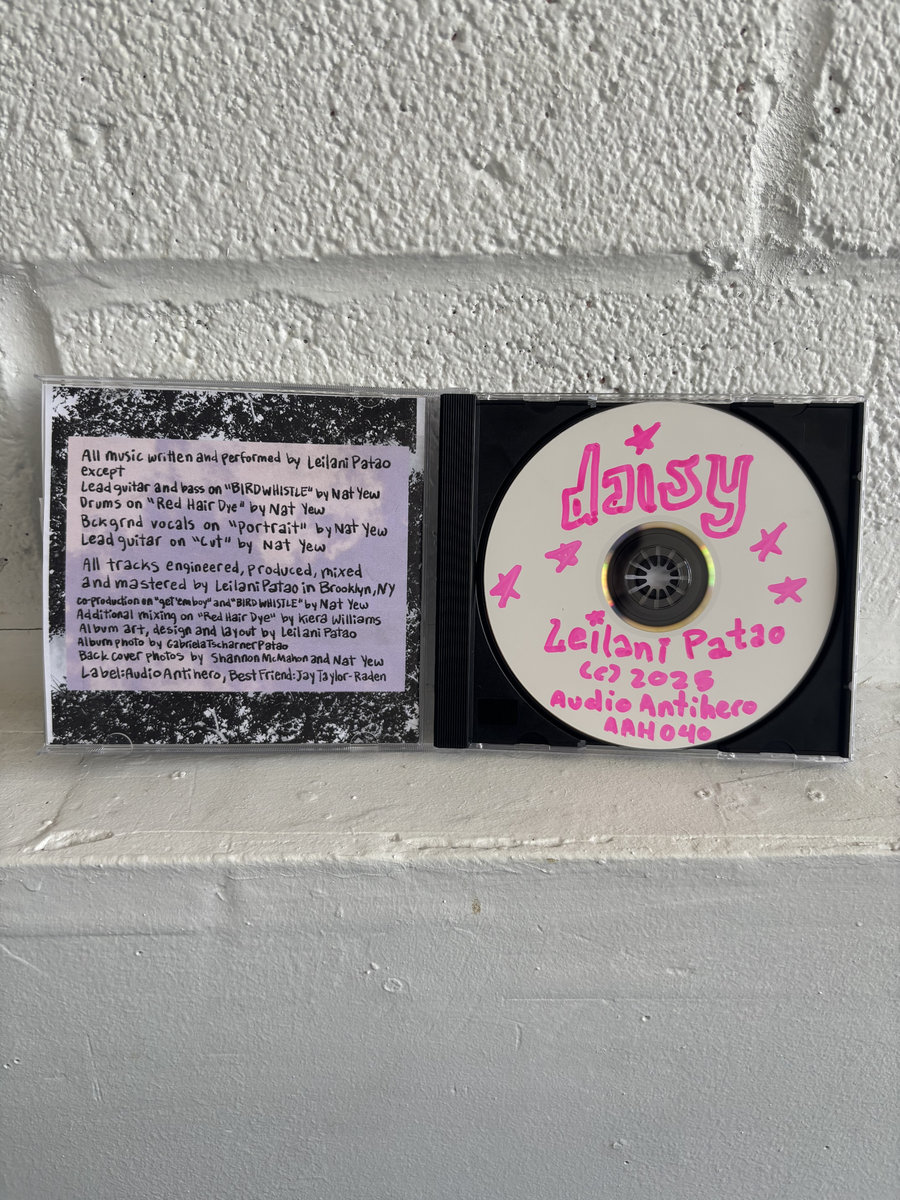 All music written and performed by Leilani Patao
except
Lead guitar and bass on "BIRDWHISTLE" by Nat Yew
Drums on "Red Hair Dye" by Nat Yew
Bckgrnd vocals on "Portrait" by Nat Yew
Lead guitar on "Cut" by Nat Yew
All tracks engineered, produced, mixed
and mastered by Leilani Patao in Brooklyn, NY
co-production on "get 'em boy" and "BIRD WHISTLE" by Nat Yew
Additional mixing on "Red Hair Dye" by Kiera Williams
Album art, design and layout by Leilani Patao
Album photo by Gabriela Tscharner Patao
Back cover photos by Shannon McMahon and Nat Yew
Label: Audio Antihero, Best Friend: Jay Taylor-Raden
daisy
Leilani Patao
(c) 2025
Audio Antihero
AAH040